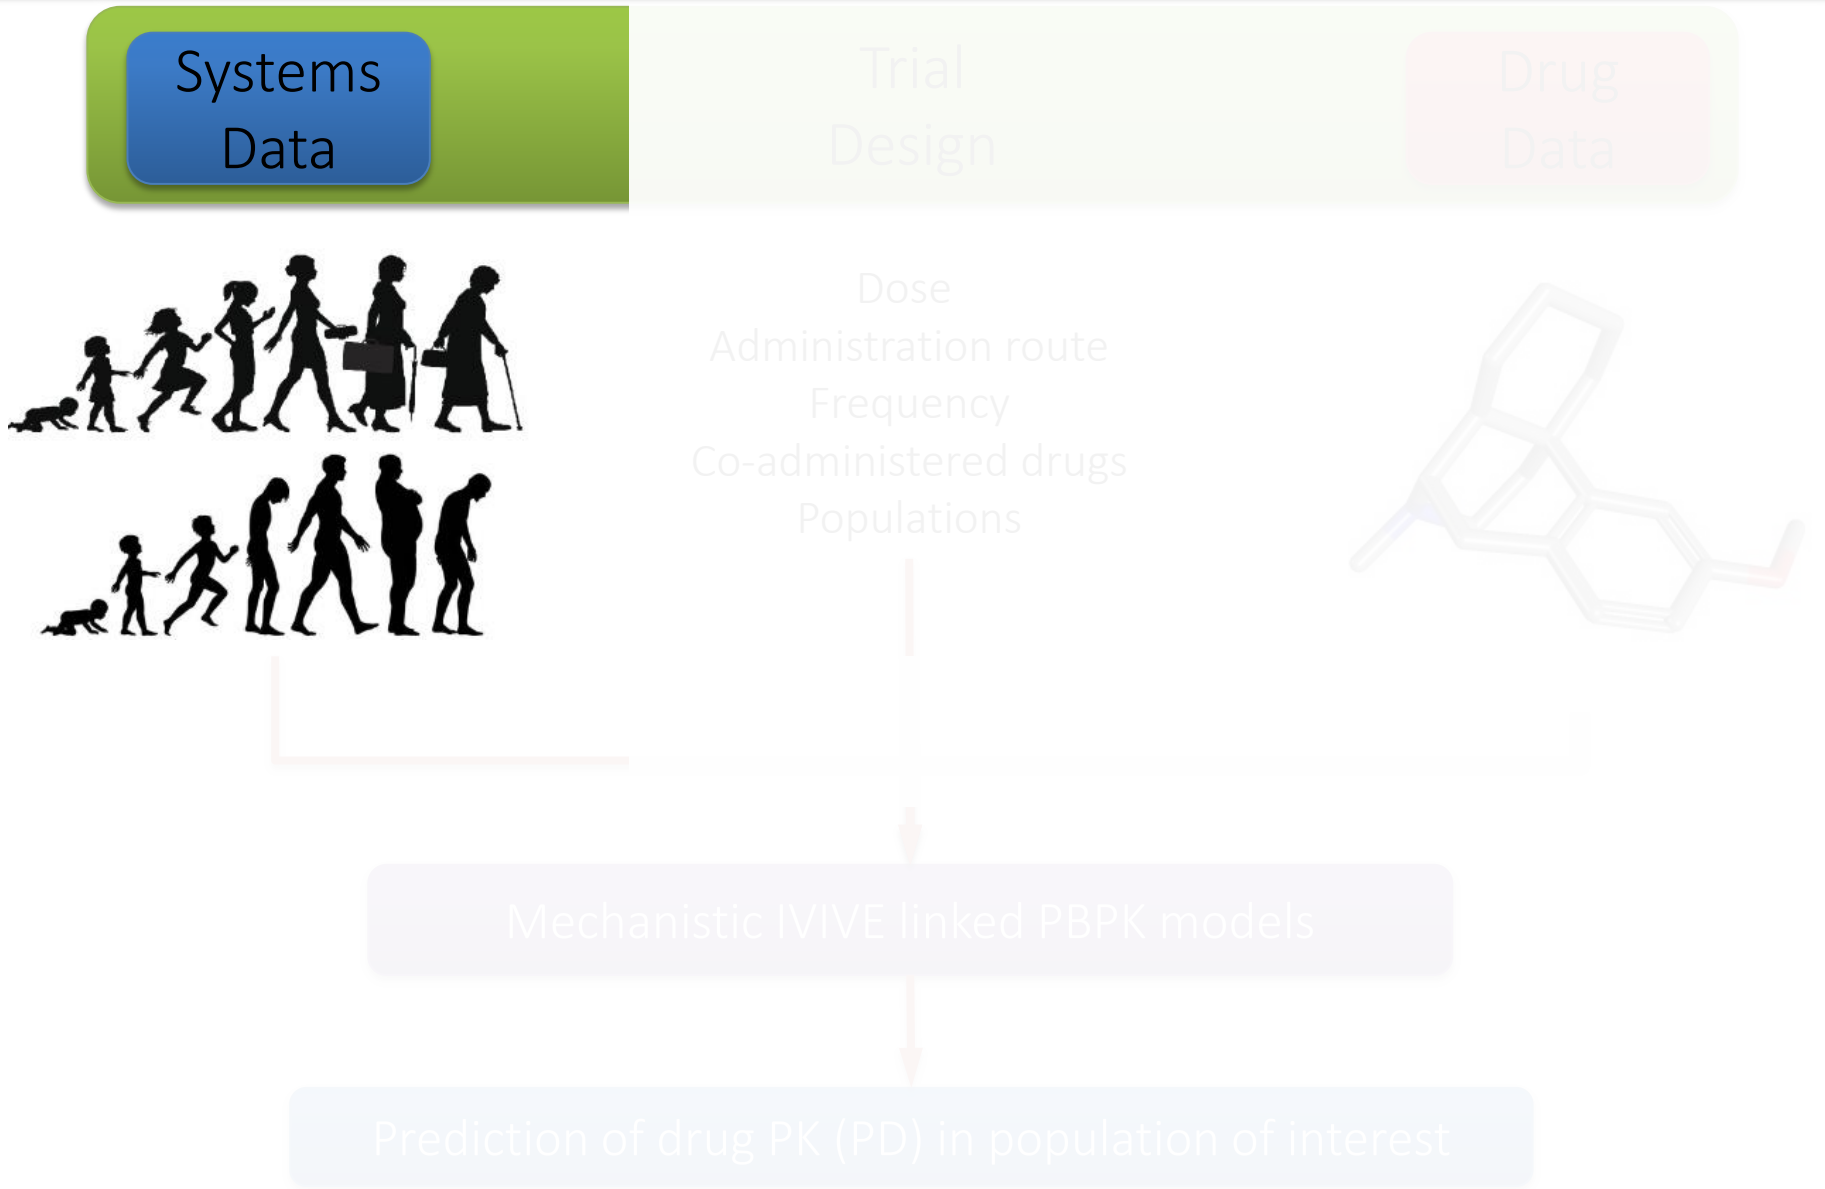 Systems
Data
Trial
Design
Drug
Data
Dose
Administration route
Frequency
Co-administered drugs
Populations
Mechanistic IVIVE linked PBPK models
Prediction of drug PK (PD) in population of interest